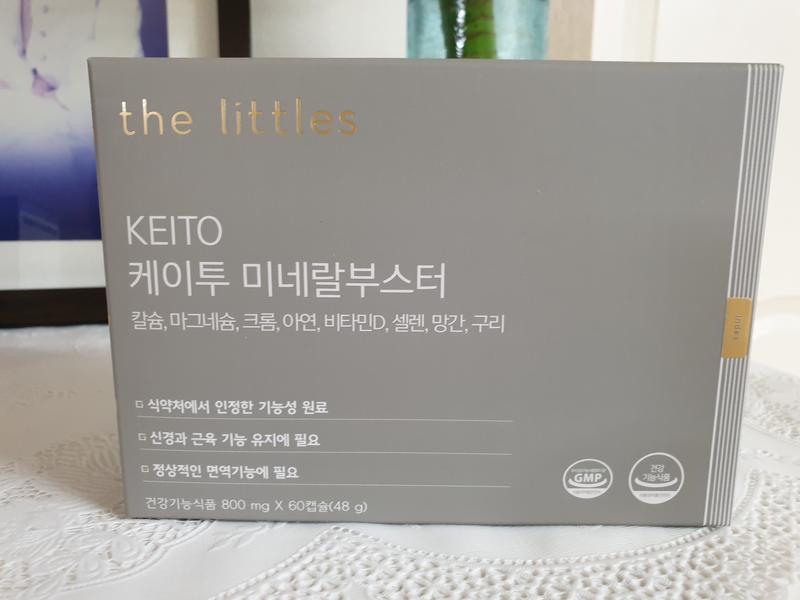 the littles
KEITO
케이투 미네랄부스터
칼슘, 마그네슘, 크롬, 아연, 비타민D, 셀렌, 망간, 구리
식약처에서 인정한 기능성 원료
신경과 근육 기능 유지에 필요
정상적인 면역기능에 필요
건강기능식품 800 mg X 60캡슐(48 g)
GMP
건강
기능식품
index